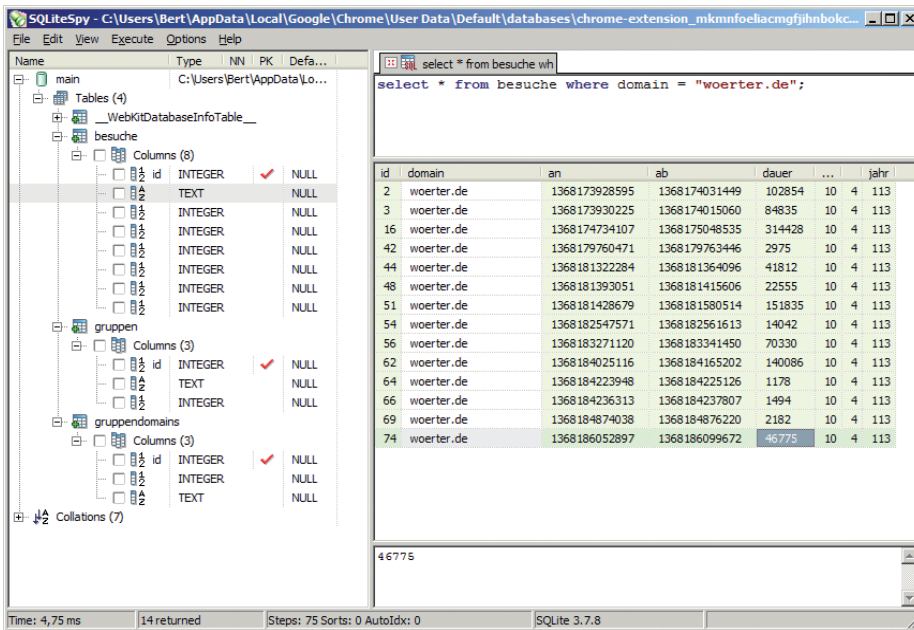 SQLiteSpy - C:\Users\Bert\AppData\Local\Google\Chrome\User Data\Default\databases\chrome-extension_mkmnfoeliacmgfjihnbokc...
File Edit View Execute Options Help
Name Type NN PK Defa...
main C:\Users\Bert\AppData\Lo...
Tables (4)
__WebKitDatabaseInfoTable__
besuche
Columns (8)
id INTEGER NULL
TEXT NULL
INTEGER NULL
INTEGER NULL
INTEGER NULL
INTEGER NULL
INTEGER NULL
INTEGER NULL
gruppen
Columns (3)
id INTEGER NULL
TEXT NULL
INTEGER NULL
gruppendomains
Columns (3)
id INTEGER NULL
INTEGER NULL
TEXT NULL
Collations (7)
select * from besuche wh
select * from besuche where domain = "woerter.de";
id domain an ab dauer ... jahr
2 woerter.de 1368173928595 1368174031449 102854 10 4 113
3 woerter.de 1368173930225 1368174015060 84835 10 4 113
16 woerter.de 1368174734107 1368175048535 314428 10 4 113
42 woerter.de 1368179760471 1368179763446 2975 10 4 113
44 woerter.de 1368181322284 1368181364096 41812 10 4 113
48 woerter.de 1368181393051 1368181415606 22555 10 4 113
51 woerter.de 1368181428679 1368181580514 151835 10 4 113
54 woerter.de 1368182547571 1368182561613 14042 10 4 113
56 woerter.de 1368183271120 1368183341450 70330 10 4 113
62 woerter.de 1368184025116 1368184165202 140086 10 4 113
64 woerter.de 1368184223948 1368184225126 1178 10 4 113
66 woerter.de 1368184236313 1368184237807 1494 10 4 113
69 woerter.de 1368184874038 1368184876220 2182 10 4 113
74 woerter.de 1368186052897 1368186099672 46775 10 4 113
46775
Time: 4,75 ms 14 returned Steps: 75 Sorts: 0 AutoIdx: 0 SQLite 3.7.8